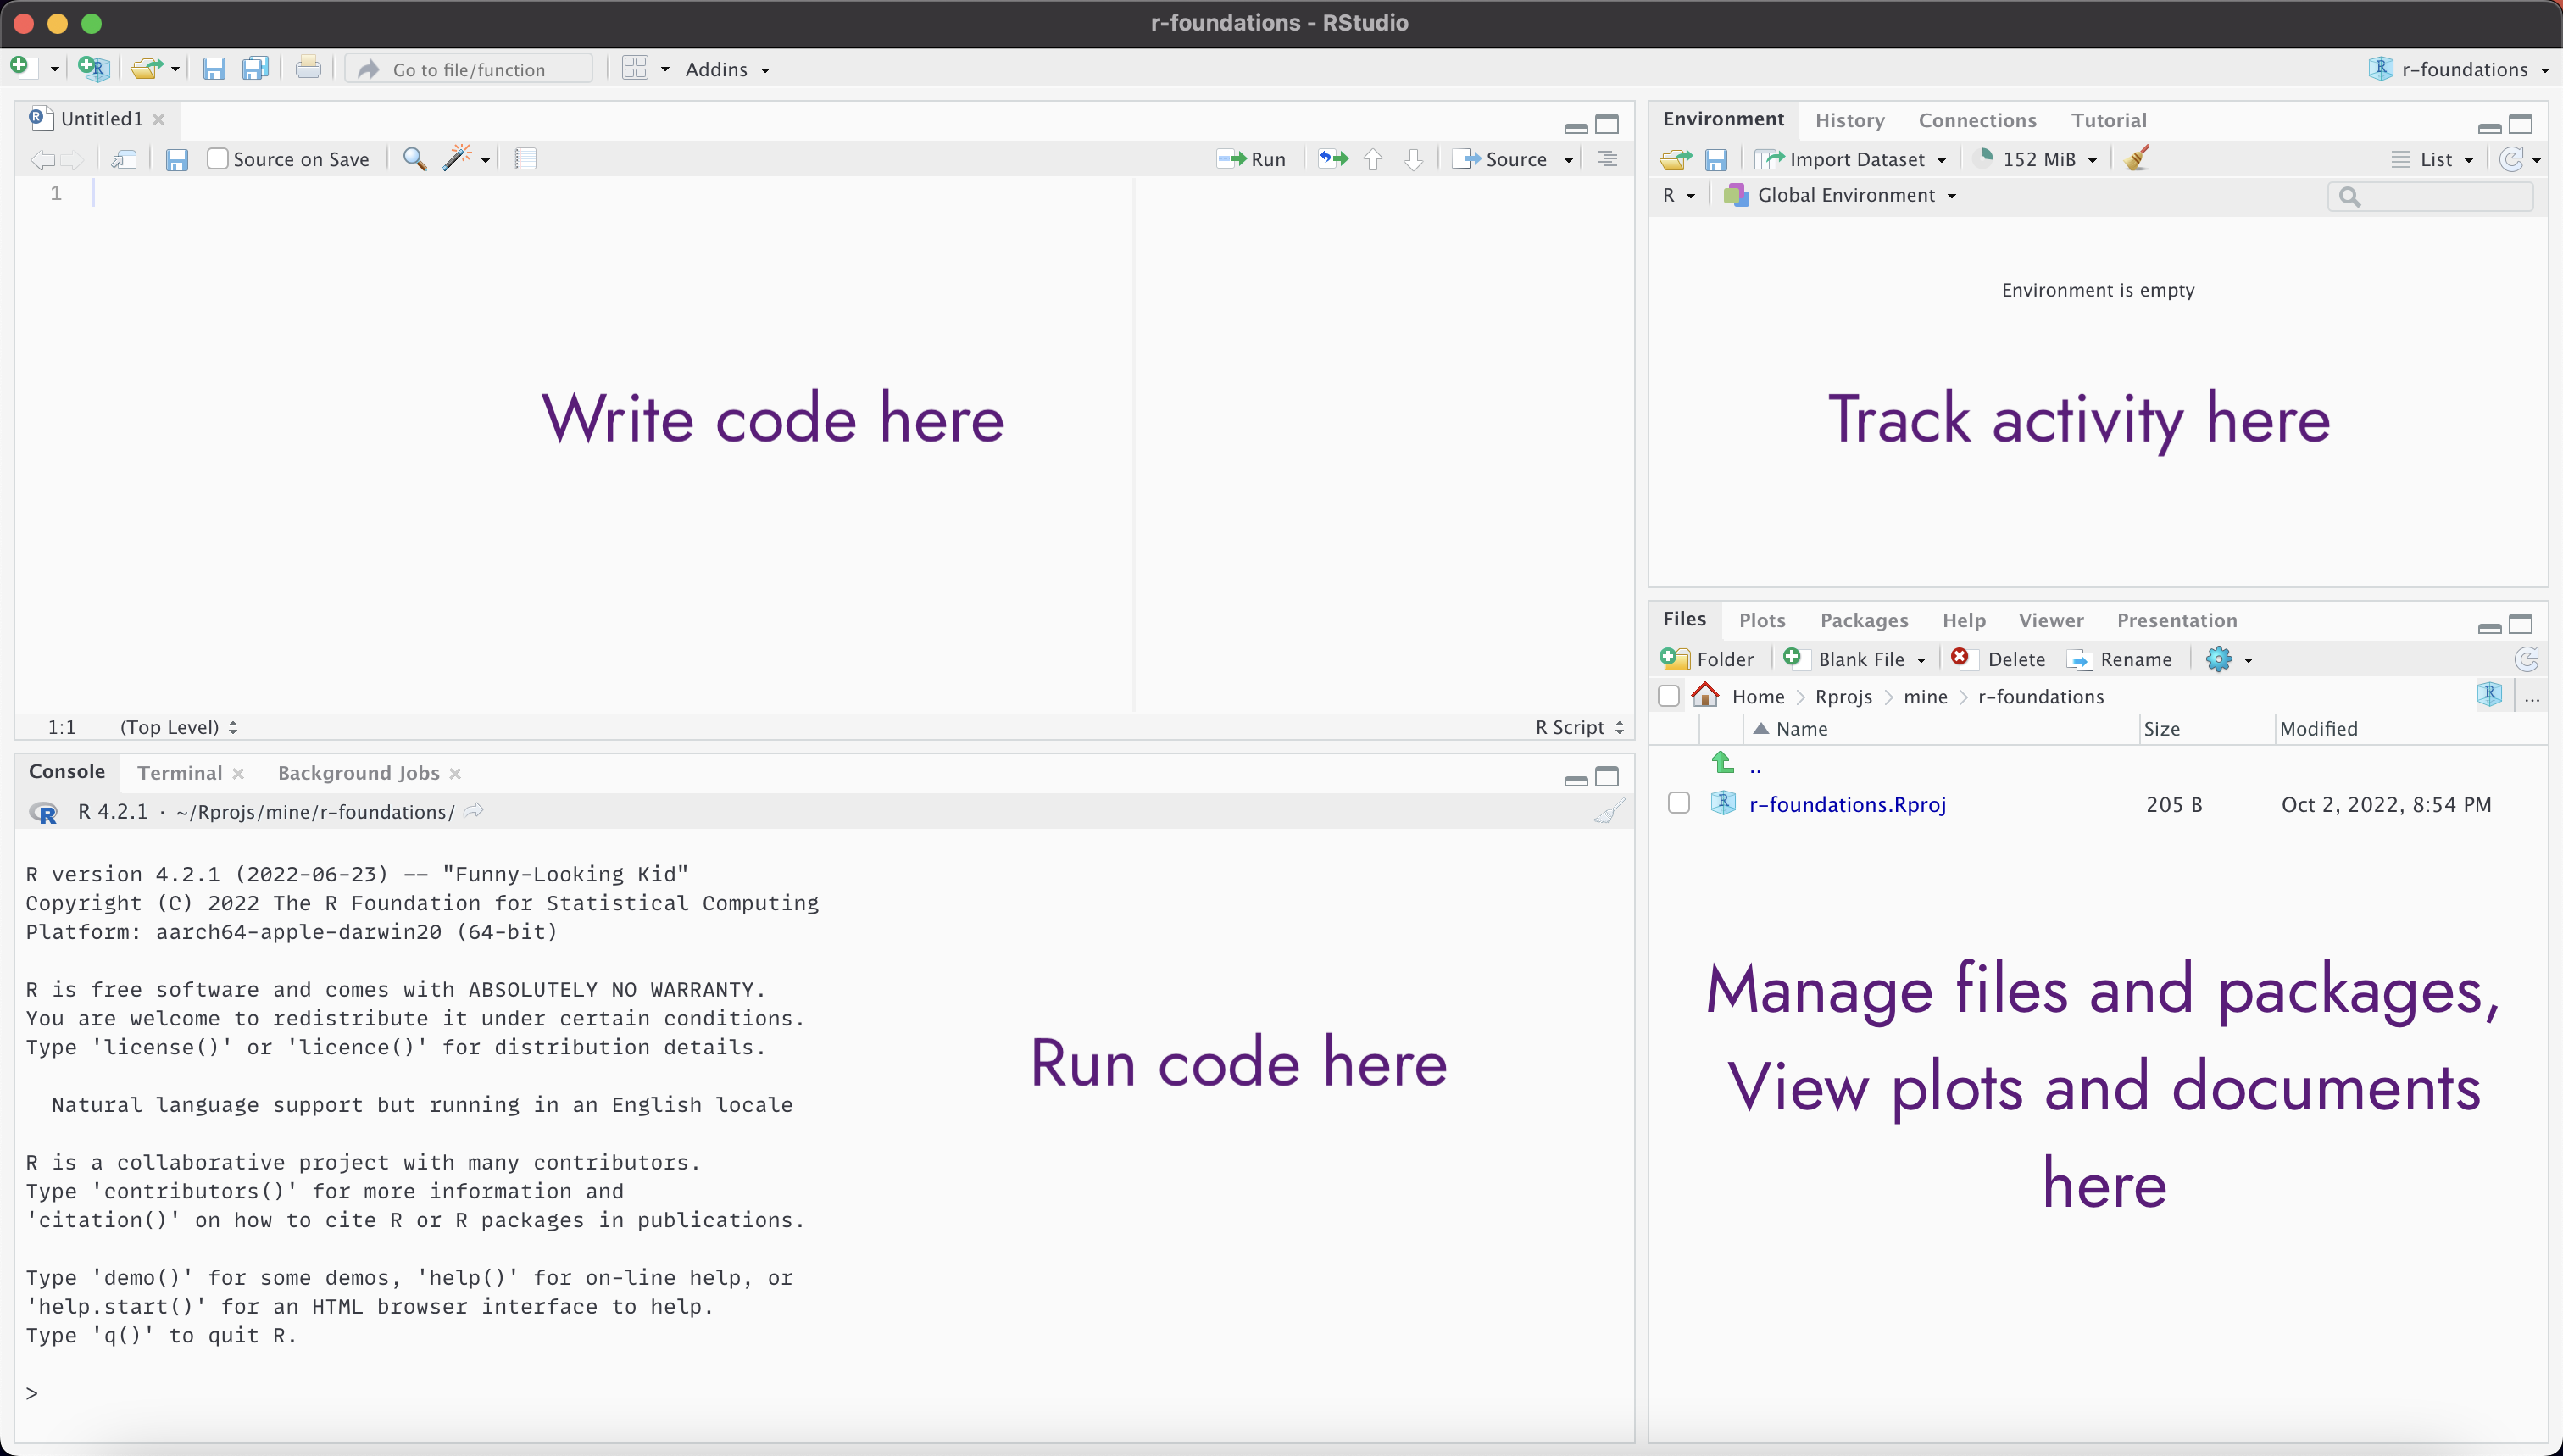 r-foundations - RStudio
Go to file/function
Addins
r-foundations
Untitled1
Source on Save
Run
Source
1
Write code here
1:1 (Top Level)
R Script
Console Terminal Background Jobs
R 4.2.1 · ~/Rprojs/mine/r-foundations/
R version 4.2.1 (2022-06-23) -- "Funny-Looking Kid"
Copyright (C) 2022 The R Foundation for Statistical Computing
Platform: aarch64-apple-darwin20 (64-bit)
R is free software and comes with ABSOLUTELY NO WARRANTY.
You are welcome to redistribute it under certain conditions.
Type 'license()' or 'licence()' for distribution details.
Natural language support but running in an English locale
R is a collaborative project with many contributors.
Type 'contributors()' for more information and
'citation()' on how to cite R or R packages in publications.
Type 'demo()' for some demos, 'help()' for on-line help, or
'help.start()' for an HTML browser interface to help.
Type 'q()' to quit R.
>
Run code here
Environment History Connections Tutorial
Import Dataset 152 MiB List
R Global Environment
Environment is empty
Track activity here
Files Plots Packages Help Viewer Presentation
Folder Blank File Delete Rename
Home Rprojs mine r-foundations ...
Name Size Modified
..
r-foundations.Rproj 205 B Oct 2, 2022, 8:54 PM
Manage files and packages,
View plots and documents
here